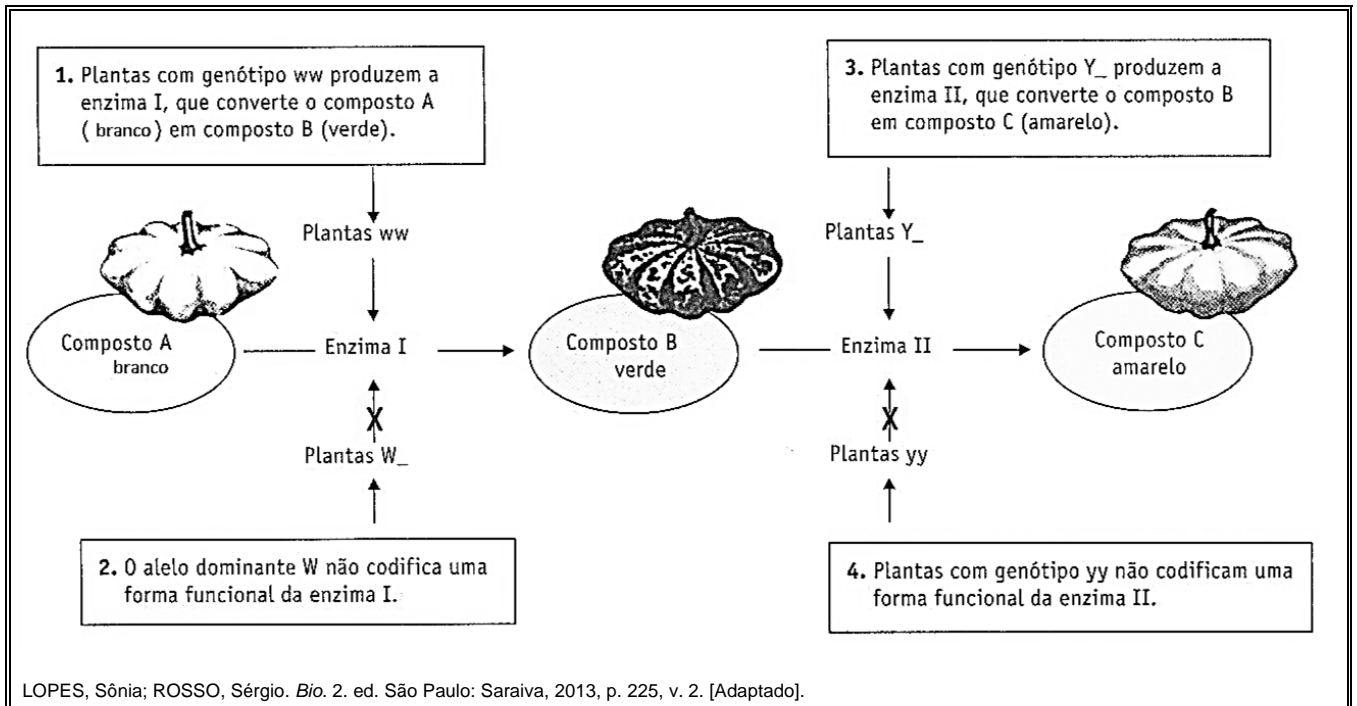 1. Plantas com genótipo ww produzem a
enzima I, que converte o composto A
( branco ) em composto B (verde).
3. Plantas com genótipo Y_ produzem a
enzima II, que converte o composto B
em composto C (amarelo).
Plantas ww
Plantas Y_
Composto A
branco
Enzima I
Composto B
verde
Enzima II
Composto C
amarelo
X
X
Plantas W_
Plantas yy
2. O alelo dominante W não codifica uma
forma funcional da enzima I.
4. Plantas com genótipo yy não codificam uma
forma funcional da enzima II.
LOPES, Sônia; ROSSO, Sérgio. Bio. 2. ed. São Paulo: Saraiva, 2013, p. 225, v. 2. [Adaptado].